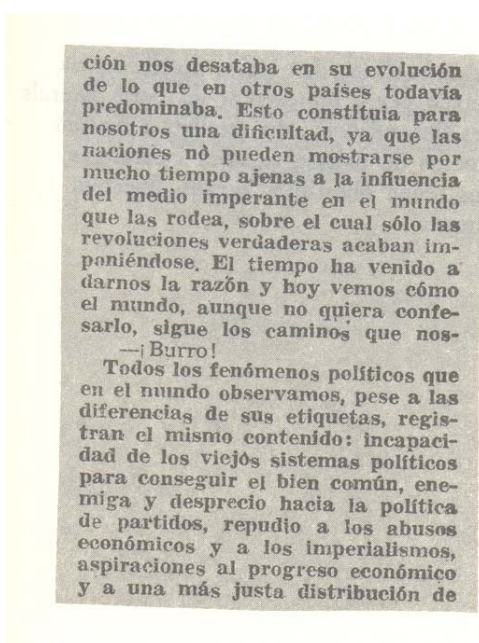 ción nos desataba en su evolución
de lo que en otros países todavía
predominaba. Esto constituia para
nosotros una dificultad, ya que las
naciones nò pueden mostrarse por
mucho tiempo ajenas a la influencia
del medio imperante en el mundo
que las rodea, sobre el cual sólo las
revoluciones verdaderas acaban im-
poniéndose. El tiempo ha venido a
darnos la razón y hoy vemos cómo
el mundo, aunque no quiera confe-
sarlo, sigue los caminos que nos-
—¡Burro!
Todos los fenómenos políticos que
en el mundo observamos, pese a las
diferencias de sus etiquetas, regis-
tran el mismo contenido: incapaci-
dad de los viejos sistemas políticos
para conseguir el bien común, ene-
miga y desprecio hacia la política
de partidos, repudio a los abusos
económicos y a los imperialismos,
aspiraciones al progreso económico
y a una más justa distribución de